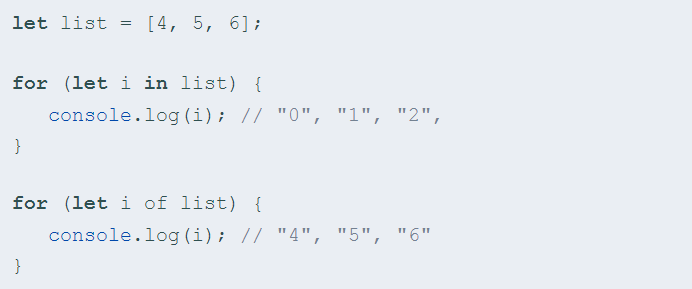 let list = [4, 5, 6];
for (let i in list) {
   console.log(i); // "0", "1", "2",
}
for (let i of list) {
   console.log(i); // "4", "5", "6"
}